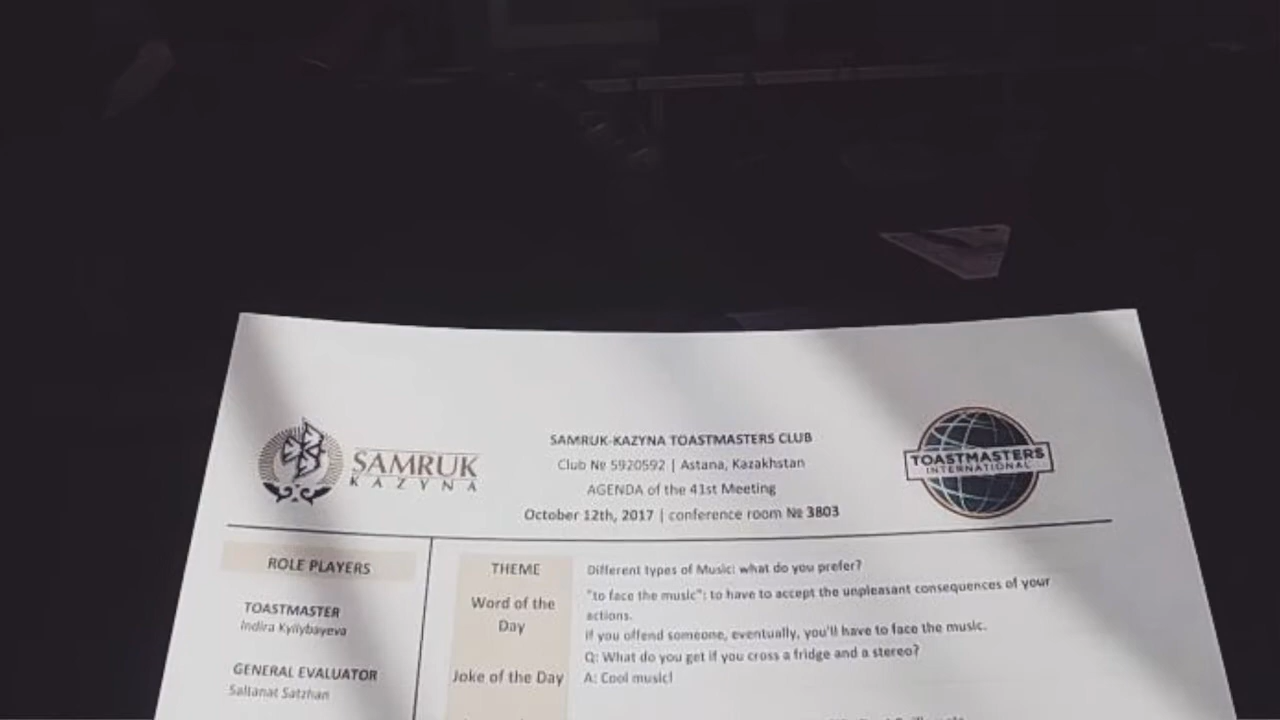 SAMRUK
KAZYNA
SAMRUK-KAZYNA TOASTMASTERS CLUB
Club № 5920592 | Astana, Kazakhstan
AGENDA of the 41st Meeting
October 12th, 2017 | conference room № 3803
TOASTMASTERS
INTERNATIONAL
ROLE PLAYERS
TOASTMASTER
Indira Kyllybayeva
GENERAL EVALUATOR
Saltanat Satzhan
THEME
Different types of Music: what do you prefer?
Word of the
Day
"to face the music": to have to accept the unpleasant consequences of your
actions.
If you offend someone, eventually, you'll have to face the music.
Joke of the Day
Q: What do you get if you cross a fridge and a stereo?
A: Cool music!